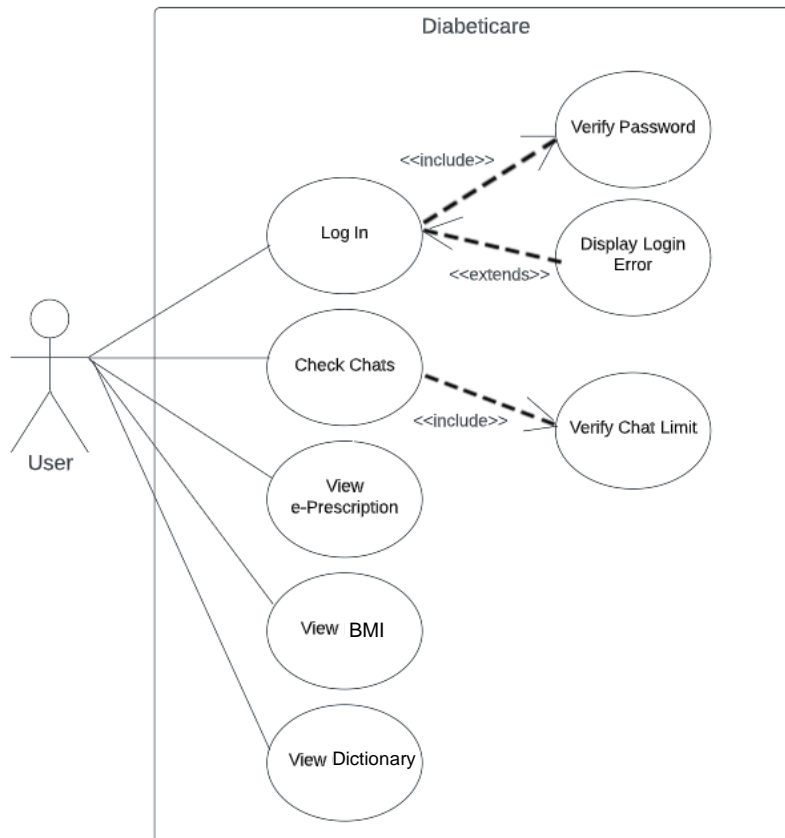 Diabeticare
Verify Password
<<include>>
Log In
Display Login
Error
<<extends>>
Check Chats
<<include>>
Verify Chat Limit
User
View
e-Prescription
View BMI
View Dictionary